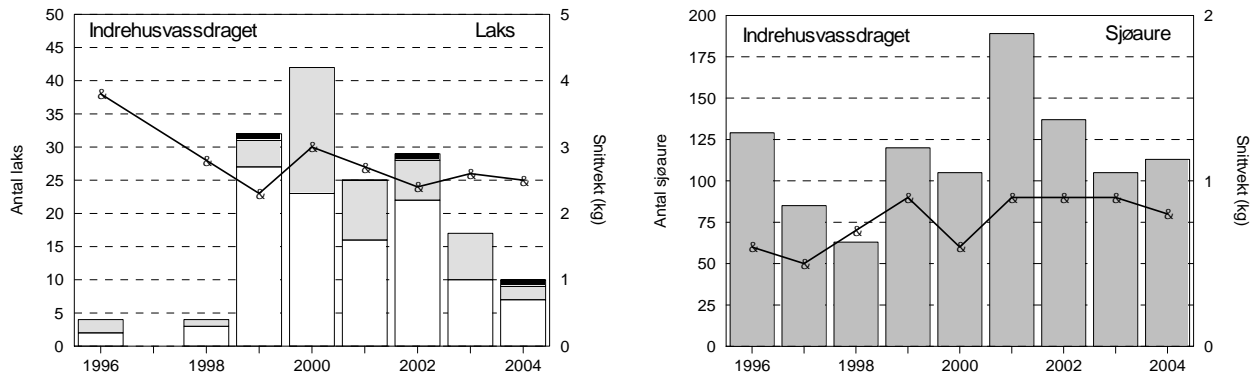 Indrehusvassdraget Laks
Antal laks
50
45
40
35
30
25
20
15
10
5
0
5
4
3
2
1
0
Snittvekt (kg)
1996 1998 2000 2002 2004
& & & & & & & &
Indrehusvassdraget Sjøaure
Antal sjøaure
200
175
150
125
100
75
50
25
0
2
1
0
Snittvekt (kg)
1996 1998 2000 2002 2004
& & & & & & & & &